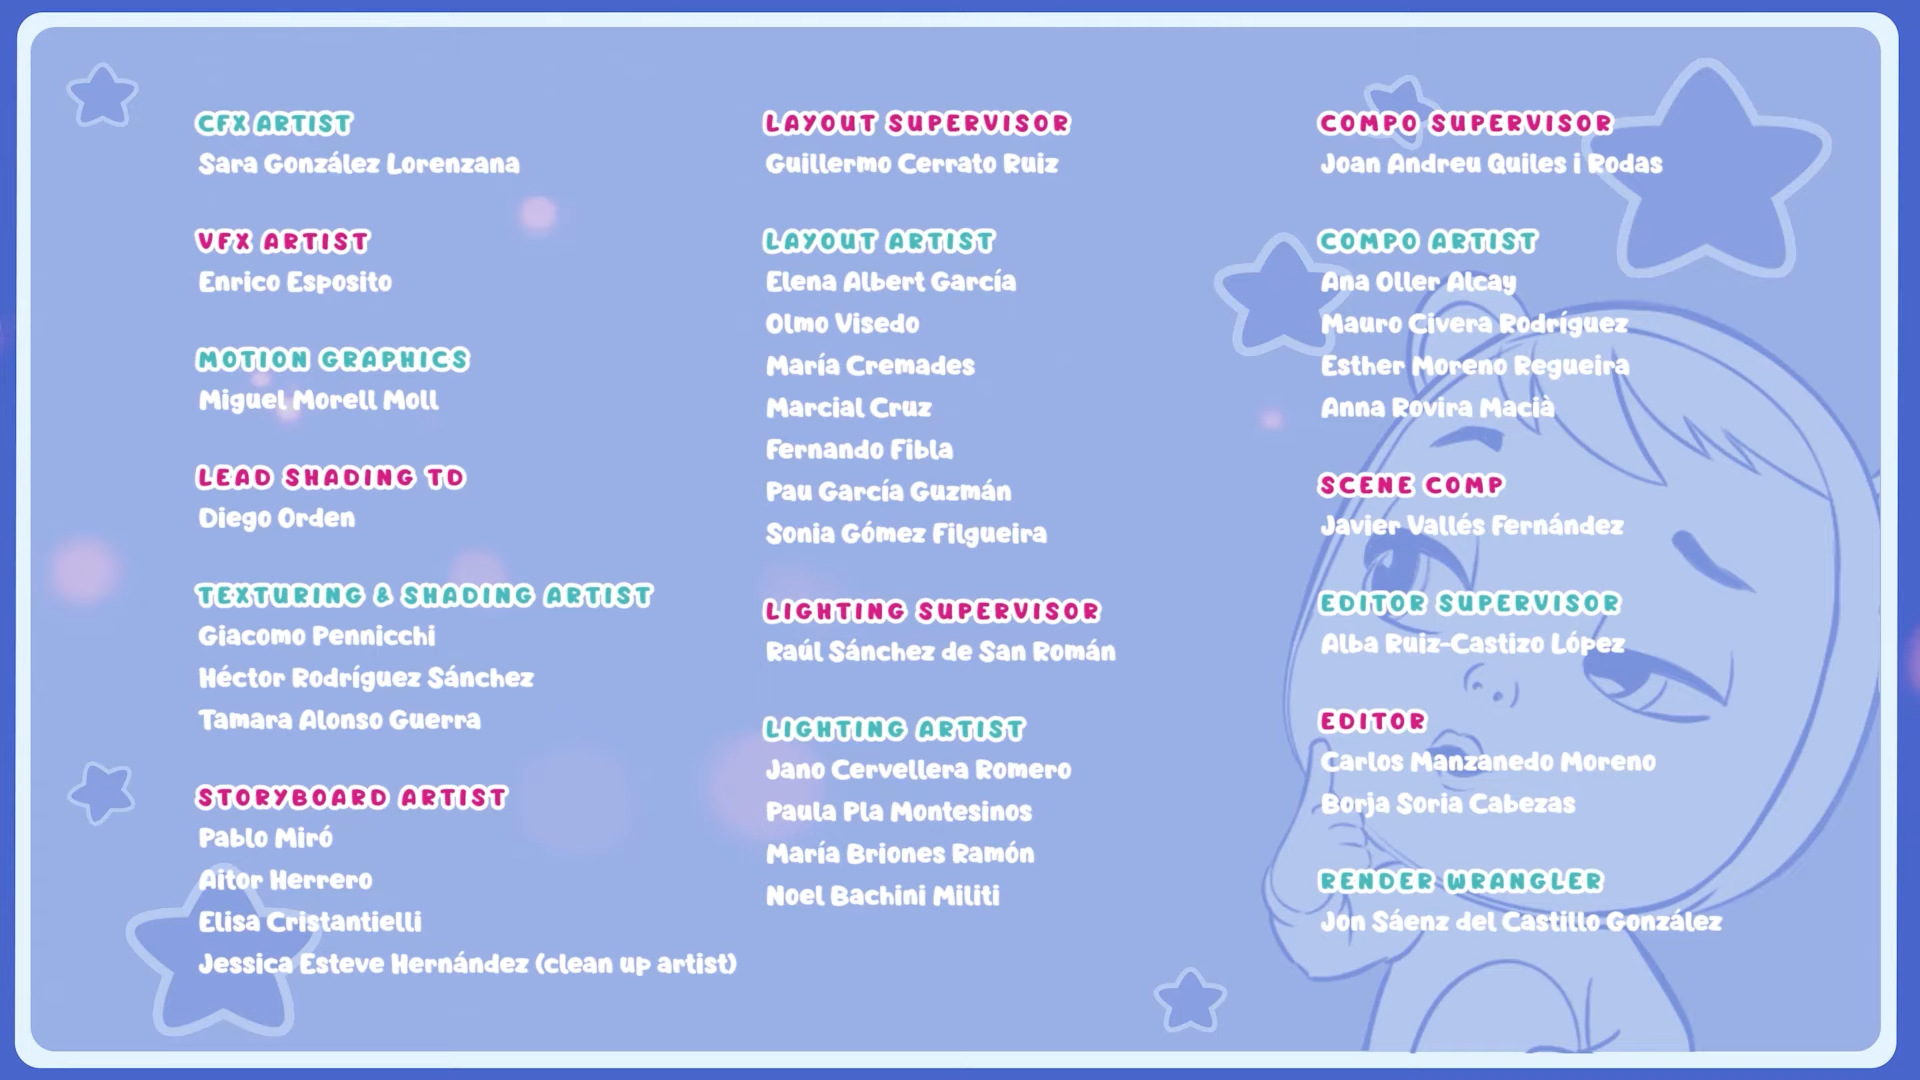 CFX ARTIST
Sara González Lorenzana
VFX ARTIST
Enrico Esposito
MOTION GRAPHICS
Miguel Morell Moll
LEAD SHADING TD
Diego Orden
TEXTURING & SHADING ARTIST
Giacomo Pennicchi
Héctor Rodríguez Sánchez
Tamara Alonso Guerra
STORYBOARD ARTIST
Pablo Miró
Aitor Herrero
Elisa Cristantielli
Jessica Esteve Hernández (clean up artist)
LAYOUT SUPERVISOR
Guillermo Cerrato Ruiz
LAYOUT ARTIST
Elena Albert García
Olmo Visedo
María Cremades
Marcial Cruz
Fernando Fibla
Pau García Guzmán
Sonia Gómez Filgueira
LIGHTING SUPERVISOR
Raúl Sánchez de San Román
LIGHTING ARTIST
Jano Cervellera Romero
Paula Pla Montesinos
María Briones Ramón
Noel Bachini Militi
COMPO SUPERVISOR
Joan Andreu Quiles i Rodas
COMPO ARTIST
Ana Oller Alcay
Mauro Civera Rodríguez
Esther Moreno Regueira
Anna Rovira Macià
SCENE COMP
Javier Vallés Fernández
EDITOR SUPERVISOR
Alba Ruiz-Castizo López
EDITOR
Carlos Manzanedo Moreno
Borja Soria Cabezas
RENDER WRANGLER
Jon Sáenz del Castillo González